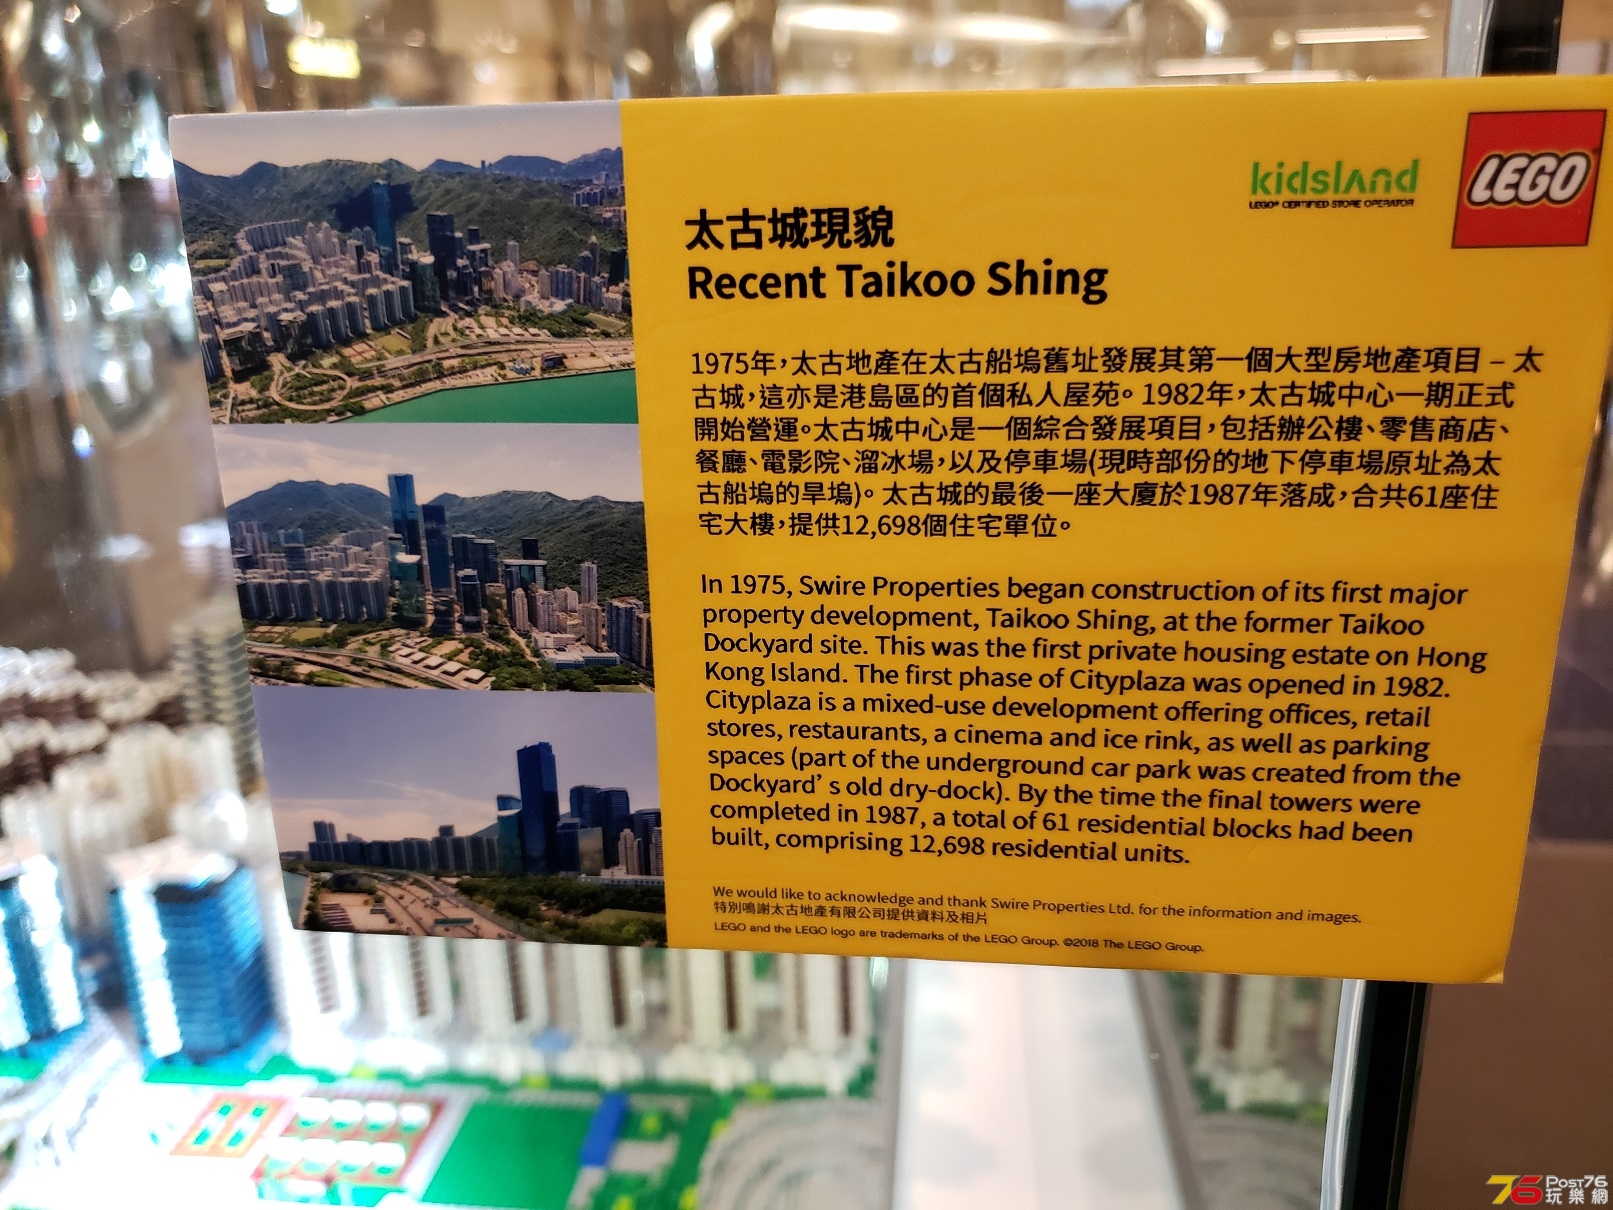 kidsland
LEGO® CERTIFIED STORE OPERATOR
LEGO
太古城現貌
Recent Taikoo Shing
1975年，太古地產在太古船塢舊址發展其第一個大型房地產項目 – 太
古城，這亦是港島區的首個私人屋苑。1982年，太古城中心一期正式
開始營運。太古城中心是一個綜合發展項目，包括辦公樓、零售商店、
餐廳、電影院、溜冰場，以及停車場(現時部份的地下停車場原址為太
古船塢的旱塢)。太古城的最後一座大廈於1987年落成，合共61座住
宅大樓，提供12,698個住宅單位。
In 1975, Swire Properties began construction of its first major
property development, Taikoo Shing, at the former Taikoo
Dockyard site. This was the first private housing estate on Hong
Kong Island. The first phase of Cityplaza was opened in 1982.
Cityplaza is a mixed-use development offering offices, retail
stores, restaurants, a cinema and ice rink, as well as parking
spaces (part of the underground car park was created from the
Dockyard’s old dry-dock). By the time the final towers were
completed in 1987, a total of 61 residential blocks had been
built, comprising 12,698 residential units.
We would like to acknowledge and thank Swire Properties Ltd. for the information and images.
特別鳴謝太古地產有限公司提供資料及相片
LEGO and the LEGO logo are trademarks of the LEGO Group. ©2018 The LEGO Group.
76 Post76
玩樂網